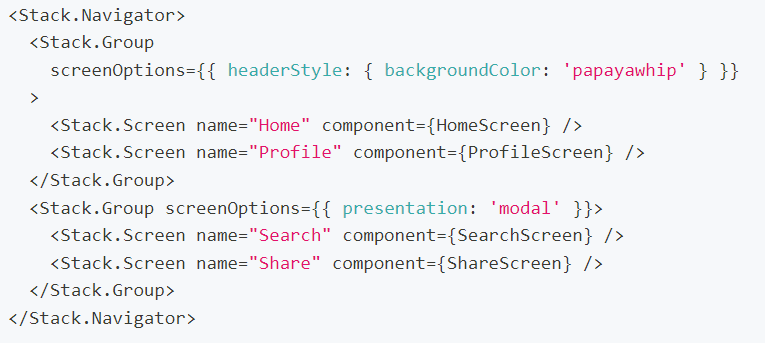 <Stack.Navigator>
  <Stack.Group
    screenOptions={{ headerStyle: { backgroundColor: 'papayawhip' } }}
  >
    <Stack.Screen name="Home" component={HomeScreen} />
    <Stack.Screen name="Profile" component={ProfileScreen} />
  </Stack.Group>
  <Stack.Group screenOptions={{ presentation: 'modal' }}>
    <Stack.Screen name="Search" component={SearchScreen} />
    <Stack.Screen name="Share" component={ShareScreen} />
  </Stack.Group>
</Stack.Navigator>